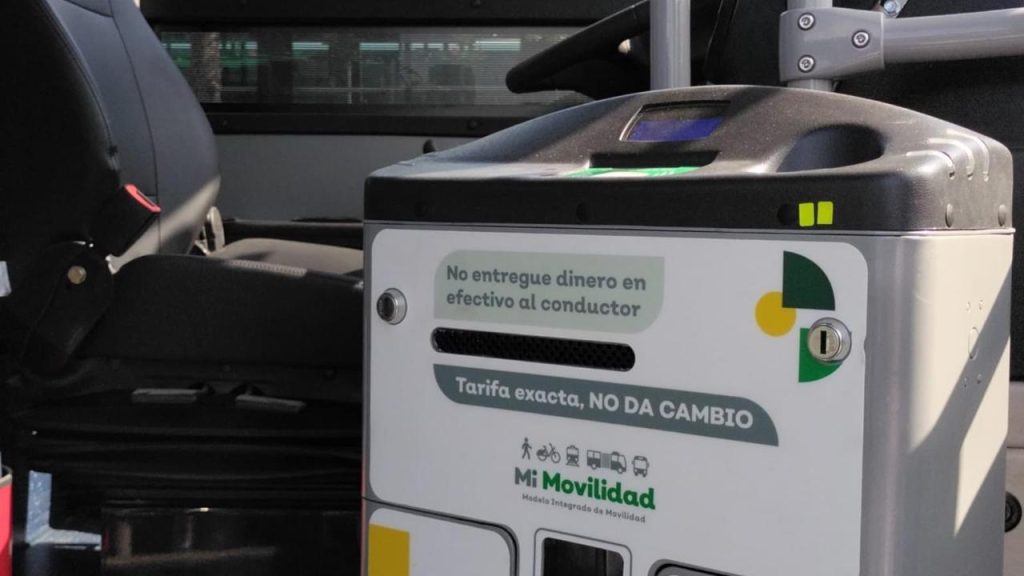 No entregue dinero en
efectivo al conductor
Tarifa exacta, NO DA CAMBIO
Mi Movilidad
Modelo Integrado de Movilidad